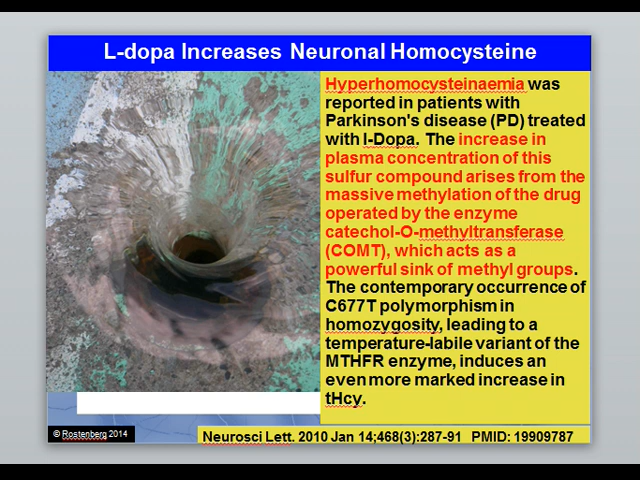 L-dopa Increases Neuronal Homocysteine
Hyperhomocysteinaemia was
reported in patients with
Parkinson's disease (PD) treated
with l-Dopa. The increase in
plasma concentration of this
sulfur compound arises from the
massive methylation of the drug
operated by the enzyme
catechol-O-methyltransferase
(COMT), which acts as a
powerful sink of methyl groups.
The contemporary occurrence of
C677T polymorphism in
homozygosity, leading to a
temperature-labile variant of the
MTHFR enzyme, induces an
even more marked increase in
tHcy.
© Rostenberg 2014
Neurosci Lett. 2010 Jan 14;468(3):287-91 PMID: 19909787